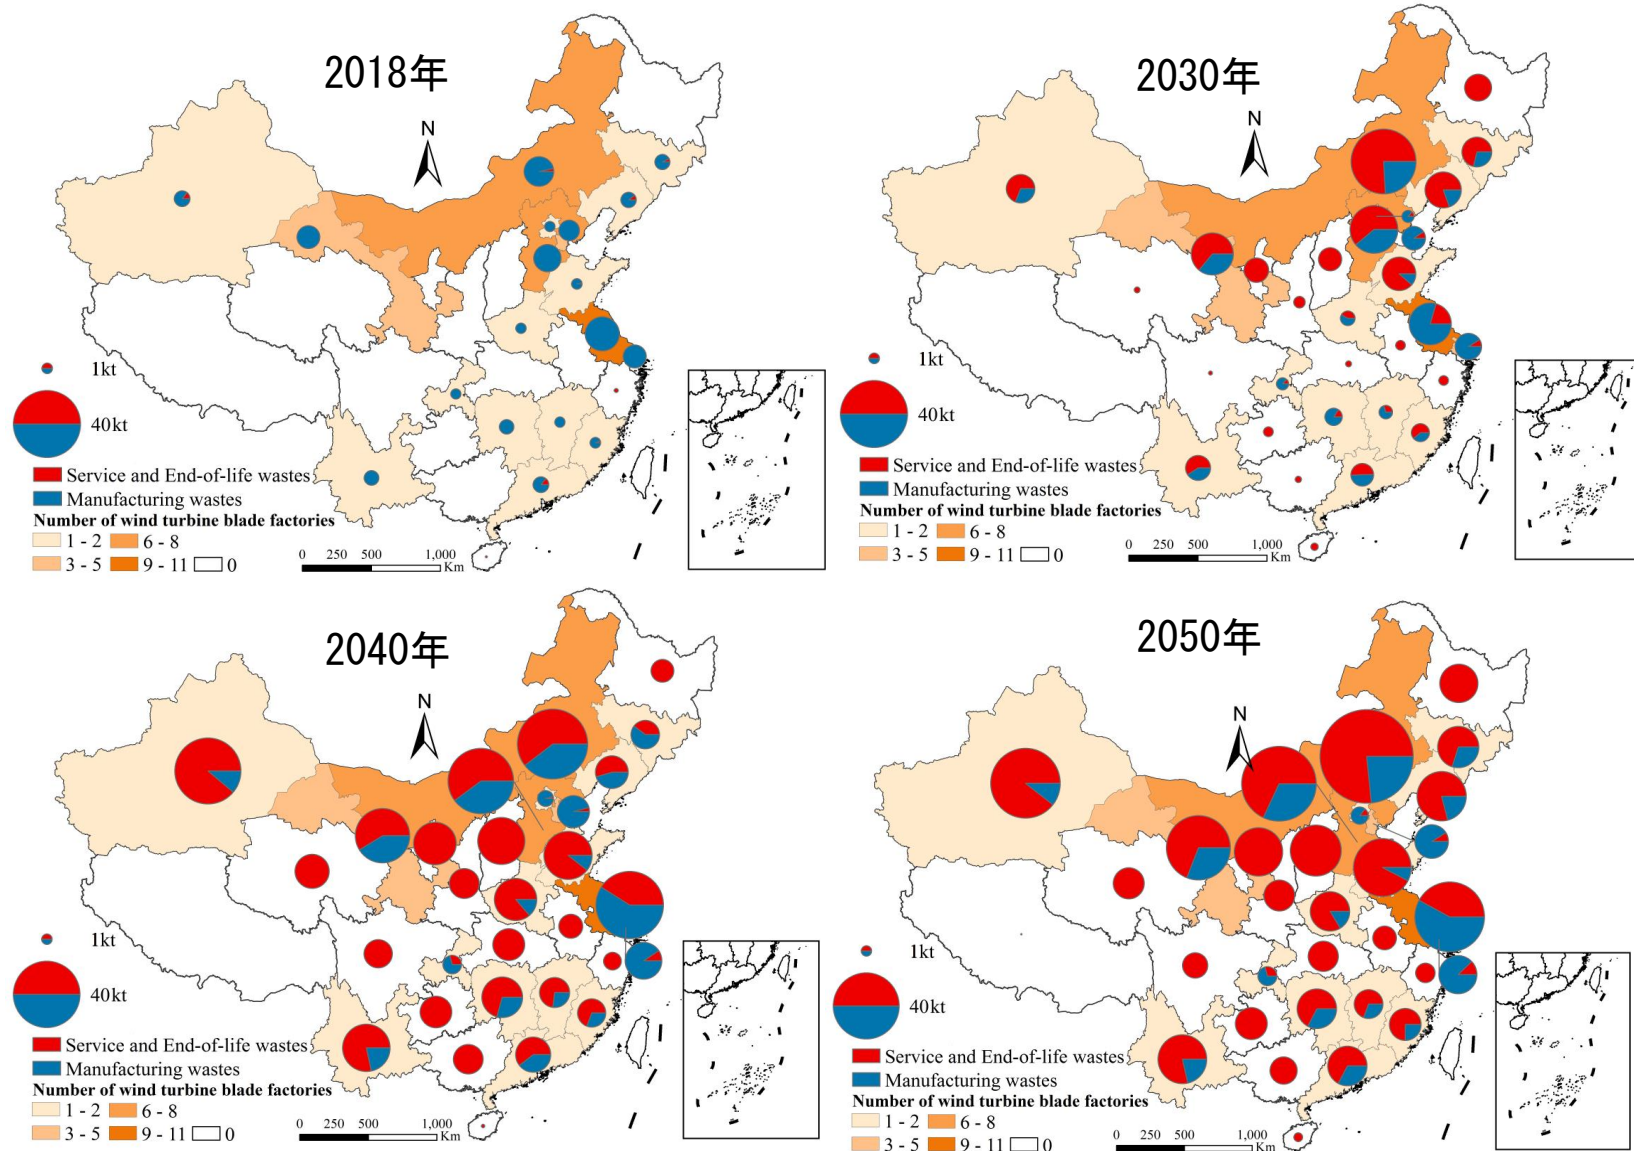 2018年
N
1kt
40kt
Service and End-of-life wastes
Manufacturing wastes
Number of wind turbine blade factories
1 - 2 6 - 8
3 - 5 9 - 11 0
0 250 500 1,000
Km
2030年
N
1kt
40kt
Service and End-of-life wastes
Manufacturing wastes
Number of wind turbine blade factories
1 - 2 6 - 8
3 - 5 9 - 11 0
0 250 500 1,000
Km
2040年
N
1kt
40kt
Service and End-of-life wastes
Manufacturing wastes
Number of wind turbine blade factories
1 - 2 6 - 8
3 - 5 9 - 11 0
0 250 500 1,000
Km
2050年
N
1kt
40kt
Service and End-of-life wastes
Manufacturing wastes
Number of wind turbine blade factories
1 - 2 6 - 8
3 - 5 9 - 11 0
0 250 500 1,000
Km